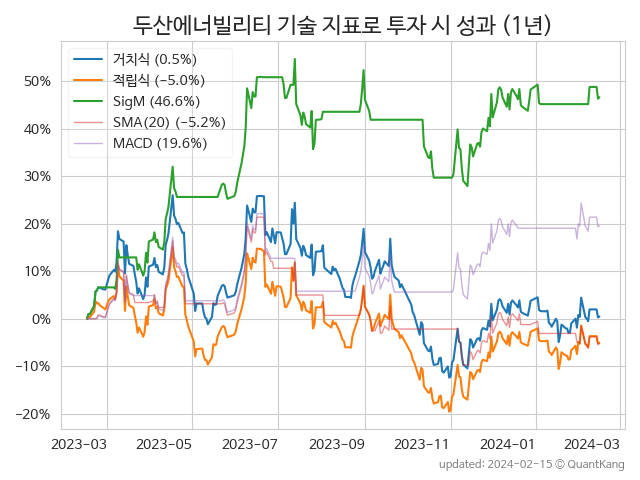 두산에너빌리티 기술 지표로 투자 시 성과 (1년)
거치식 (0.5%)
적립식 (−5.0%)
SigM (46.6%)
SMA(20) (−5.2%)
MACD (19.6%)
50%
40%
30%
20%
10%
0%
−10%
−20%
2023−03 2023−05 2023−07 2023−09 2023−11 2024−01 2024−03
updated: 2024−02−15 © QuantKang